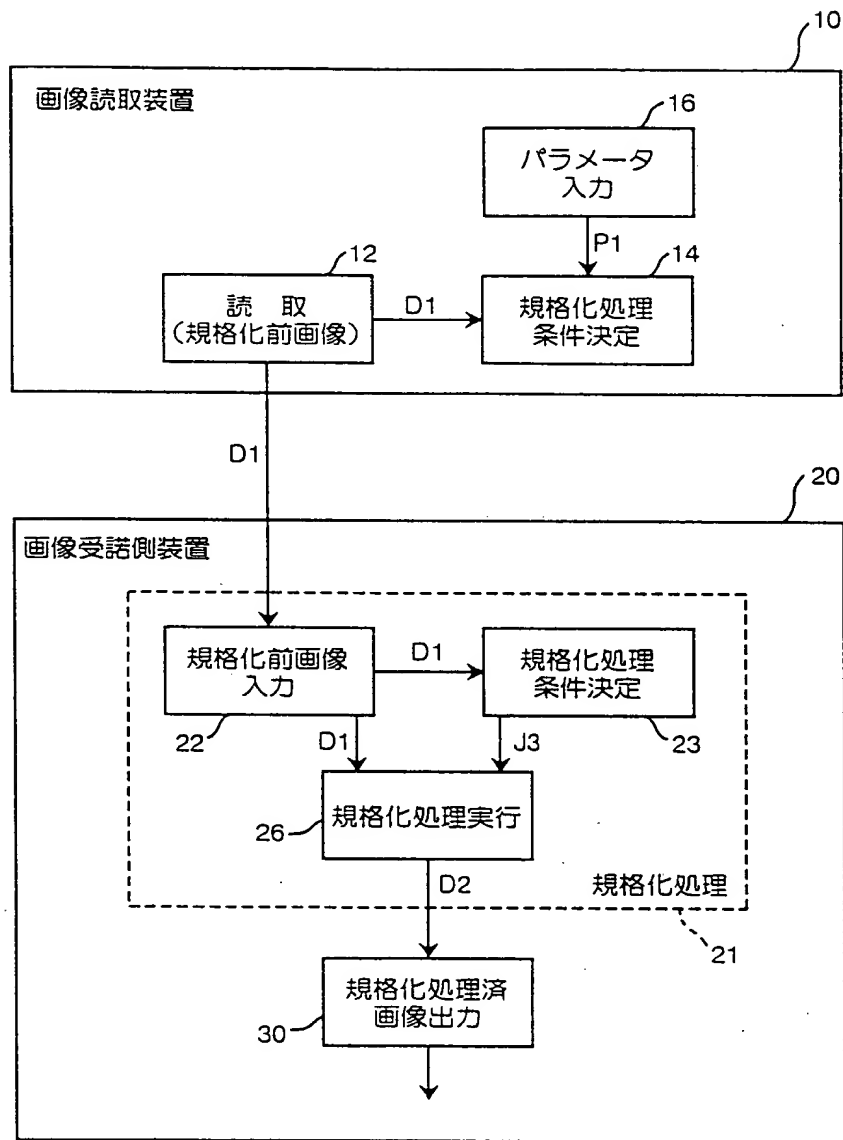 10
画像読取装置
16
パラメータ
入力
P1
12
14
読 取
(規格化前画像)
D1
規格化処理
条件決定
D1
20
画像受諾側装置
規格化前画像
入力
D1
規格化処理
条件決定
22
D1
J3
23
26
規格化処理実行
D2
規格化処理
21
規格化処理済
画像出力
30